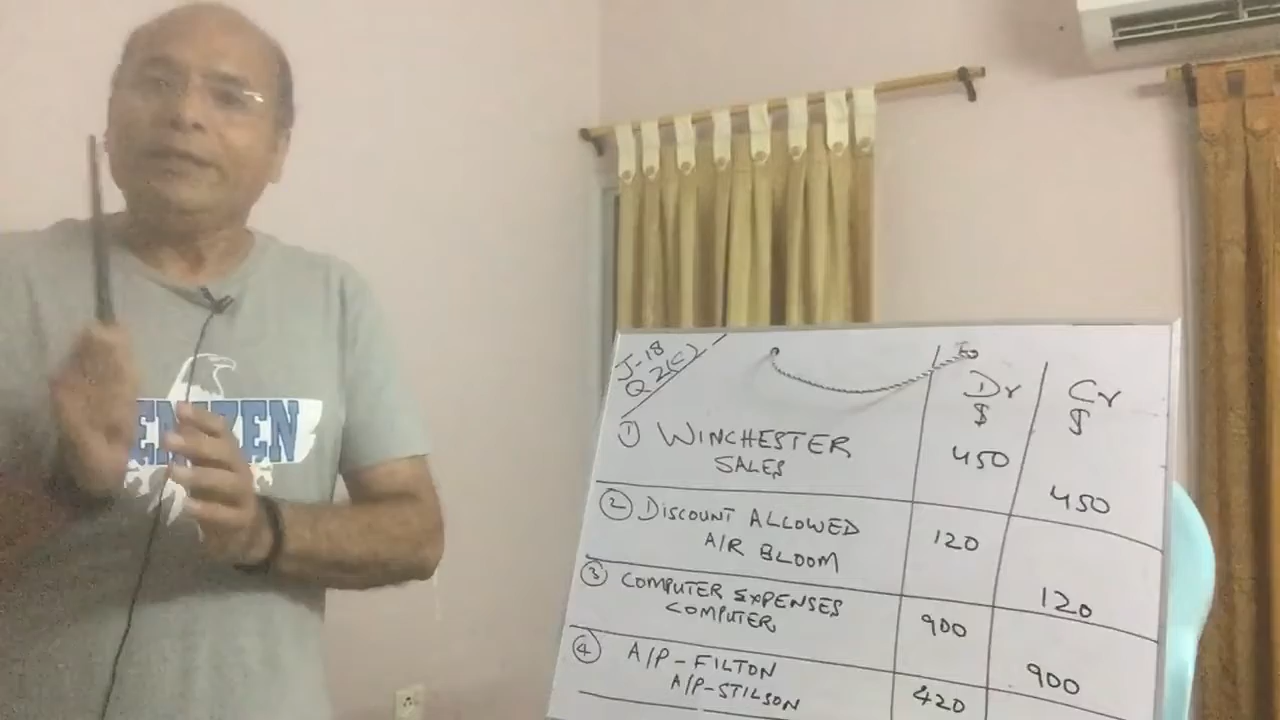 J-18
Q 2(C)
Dr Cr
$ $
① WINCHESTER 450
SALES 450
② DISCOUNT ALLOWED 120
A/R BLOOM 120
③ COMPUTER EXPENSES 900
COMPUTER 900
④ A/P-FILTON 420
A/P-STILSON